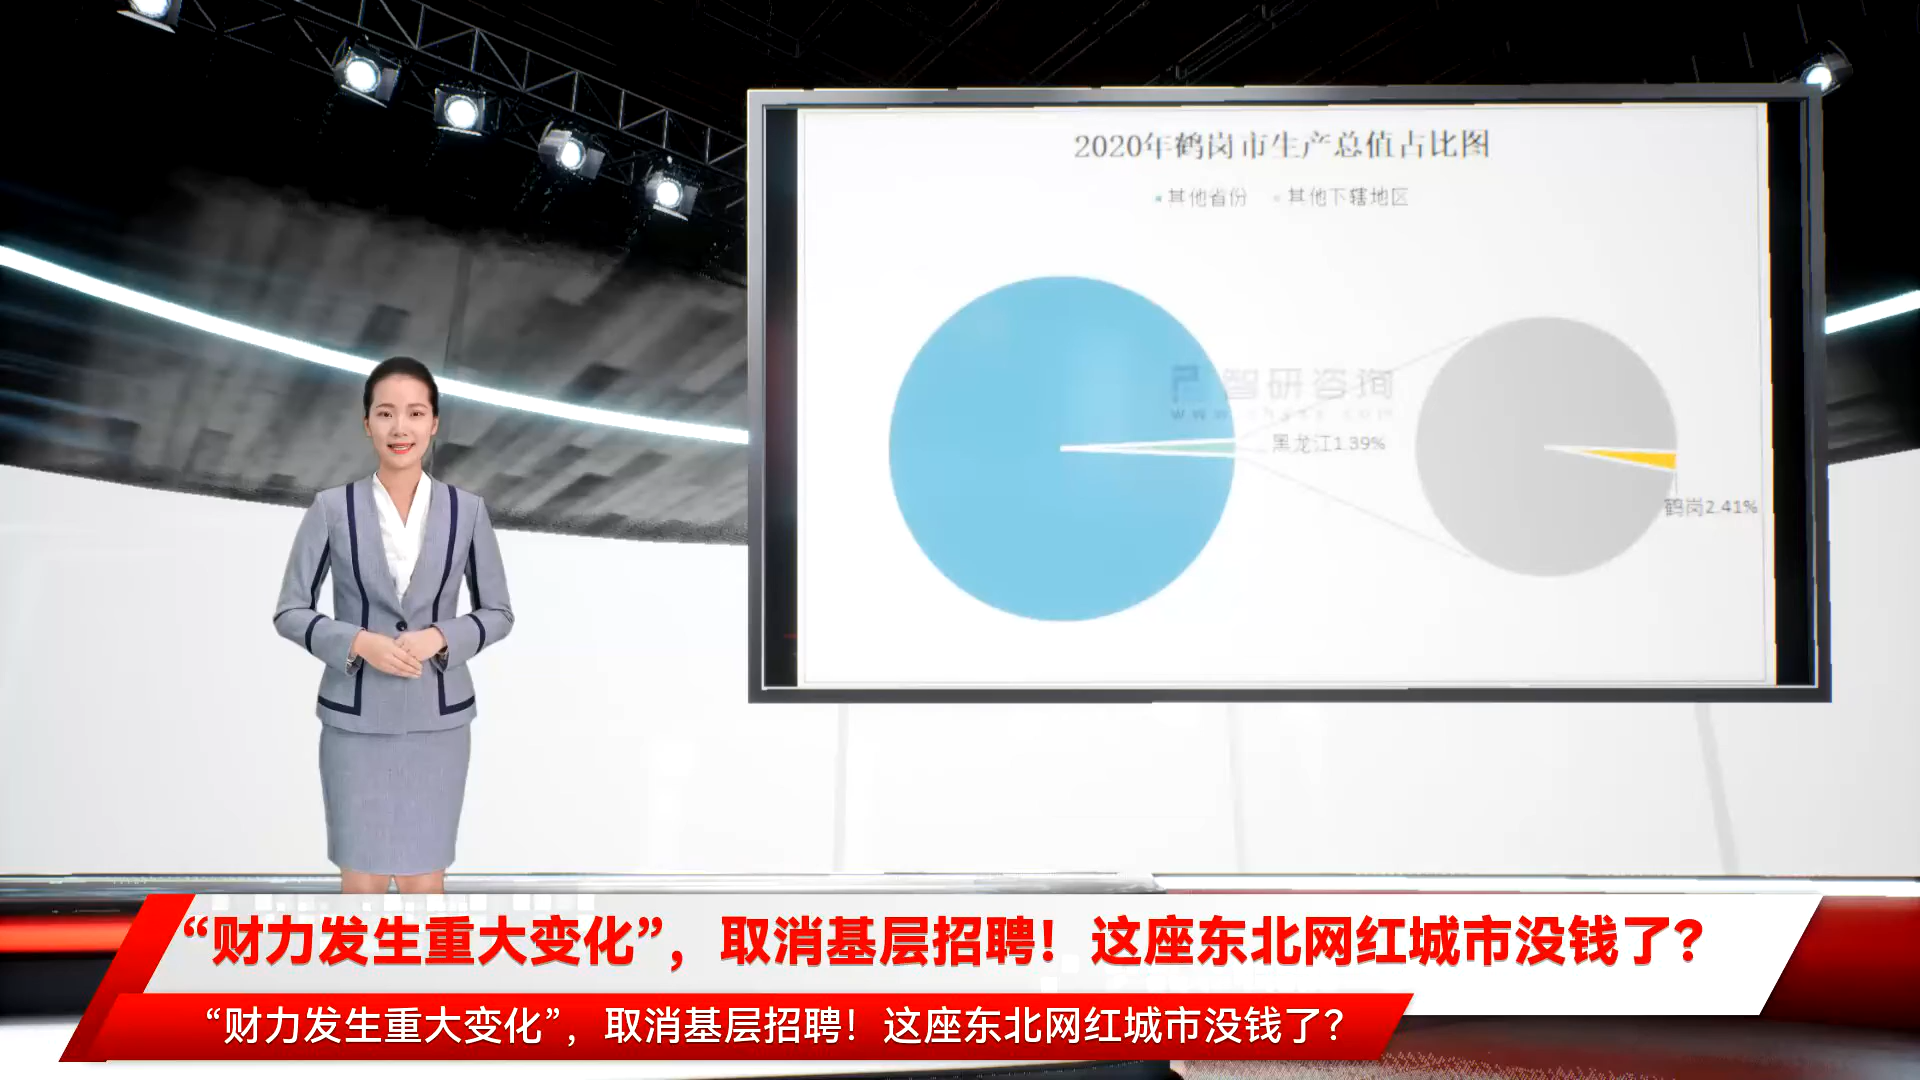 2020年鹤岗市生产总值占比图
其他省份 其他下辖地区
智研咨询
黑龙江1.39%
鹤岗2.41%
“财力发生重大变化”，取消基层招聘！这座东北网红城市没钱了？
“财力发生重大变化”，取消基层招聘！这座东北网红城市没钱了？